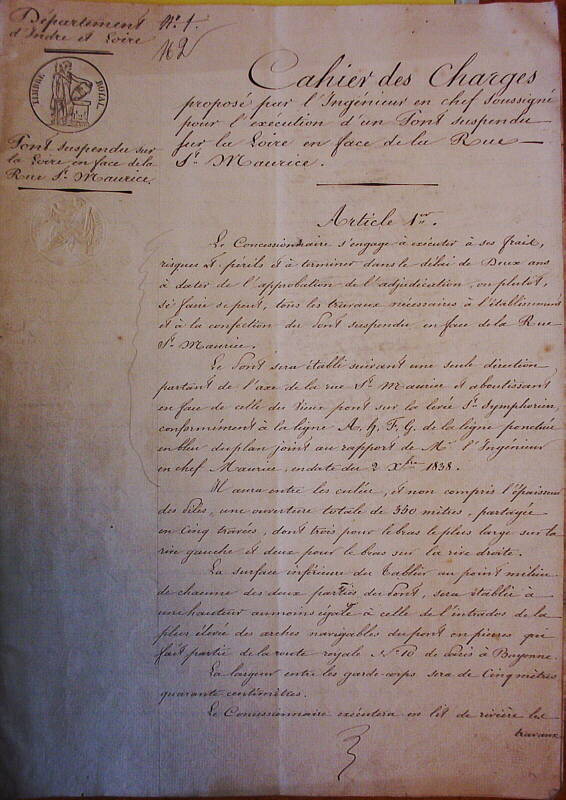 Département
d'Indre et Loire
N.° 1.
TIMBRE ROYAL
Pont suspendu sur
la Loire en face de la
Rue S.t Maurice.
Cahier des Charges
proposé par l'Ingénieur en chef soussigné
pour l'exécution d'un Pont suspendu
sur la Loire en face de la Rue
S.t Maurice.
Article 1er.
Le Concessionnaire s'engage à exécuter à ses frais,
risques et périls et à terminer dans le délai de Deux ans
à dater de l'approbation de l'adjudication, ou plutôt,
si faire se peut, tous les travaux nécessaires à l'établissement
et à la confection du Pont suspendu en face de la Rue
S.t Maurice.
Le Pont sera établi suivant une seule direction
partant de l'axe de la rue S.t Maurice et aboutissant
en face de celle du vieux pont sur la levée S.t Symphorien,
conformément à la ligne A, G, F, G. de la ligne ponctuée
en bleu du plan joint au rapport de M.r l'Ingénieur
en chef Maurice, en date du 2 Xbre 1838.
Il aura entre les culées, et non compris l'épaisseur
des piles, une ouverture totale de 350 mètres, partagée
en cinq travées, dont trois pour le bras le plus large sur la
rive gauche et deux pour le bras sur la rive droite.
La surface inférieure du Tablier au point milieu
de chacune des deux parties du Pont, sera établie à
une hauteur au moins égale à celle de l'intrados de la
plus élevée des arches navigables du pont en pierres qui
fait partie de la route royale N.° 10 de Paris à Bayonne.
La largeur entre les garde-corps sera de Cinq mètres
quarante centimètres.
Le Concessionnaire exécutera en lit de rivière les
travaux